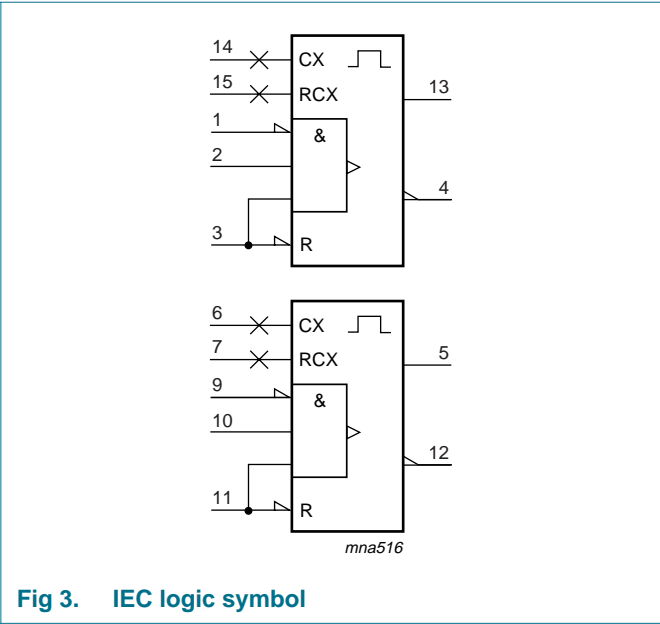 14 CX
15 RCX 13
1 &
2
4
3 R
6 CX
7 RCX 5
9 &
10
12
11 R
mna516
Fig 3. IEC logic symbol